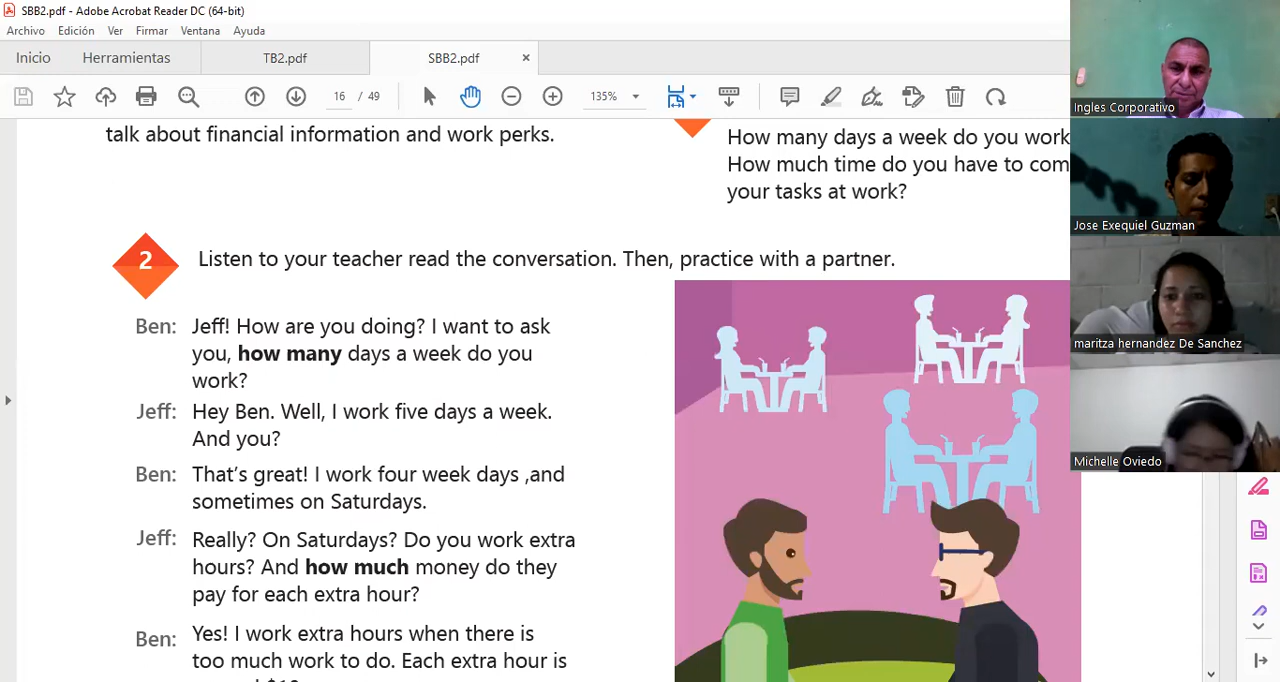 SBB2.pdf - Adobe Acrobat Reader DC (64-bit)
Archivo Edición Ver Firmar Ventana Ayuda
Inicio Herramientas TB2.pdf SBB2.pdf ×
16 / 49 135%
talk about financial information and work perks.
How many days a week do you work
How much time do you have to com
your tasks at work?
2 Listen to your teacher read the conversation. Then, practice with a partner.
Ben: Jeff! How are you doing? I want to ask
you, how many days a week do you
work?
Jeff: Hey Ben. Well, I work five days a week.
And you?
Ben: That's great! I work four week days ,and
sometimes on Saturdays.
Jeff: Really? On Saturdays? Do you work extra
hours? And how much money do they
pay for each extra hour?
Ben: Yes! I work extra hours when there is
too much work to do. Each extra hour is
Ingles Corporativo
Jose Exequiel Guzman
maritza hernandez De Sanchez
Michelle Oviedo